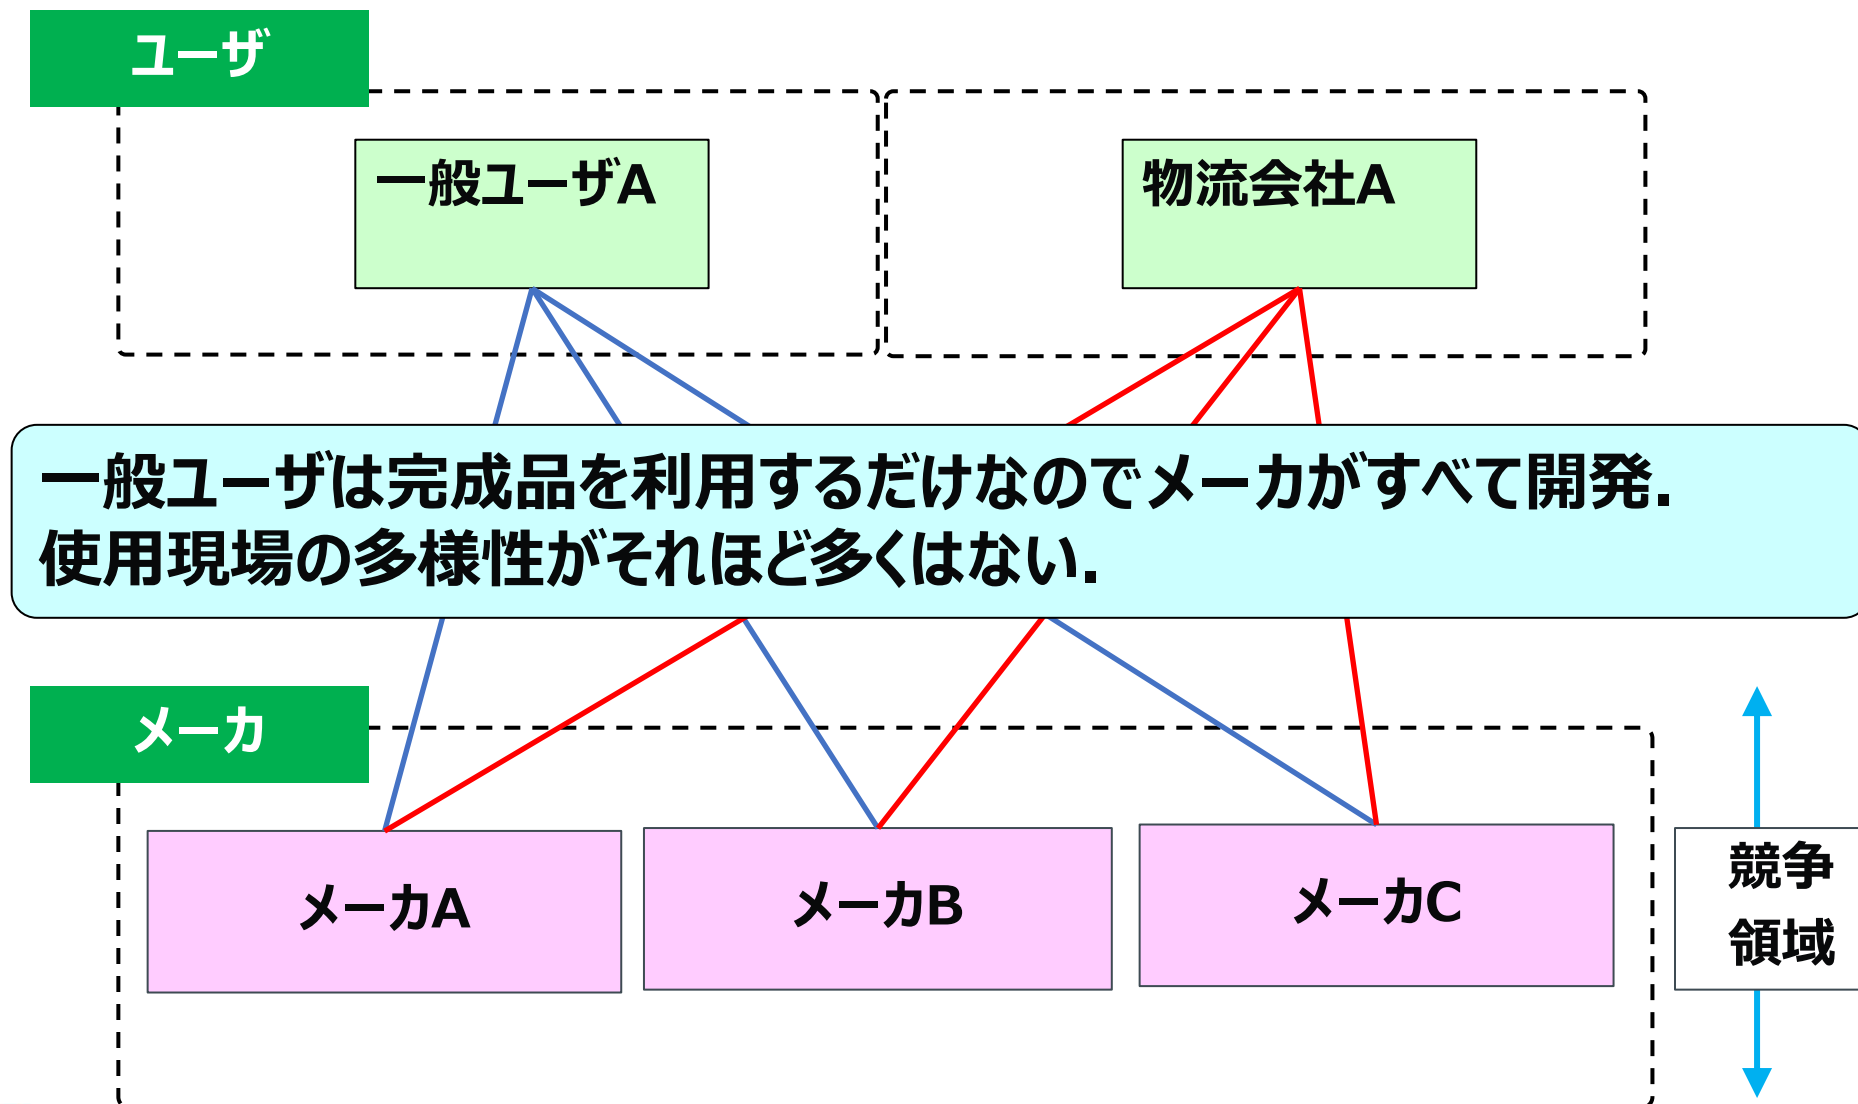 ユーザ
一般ユーザA
物流会社A
一般ユーザは完成品を利用するだけなのでメーカがすべて開発.
使用現場の多様性がそれほど多くはない.
メーカ
メーカA
メーカB
メーカC
競争
領域